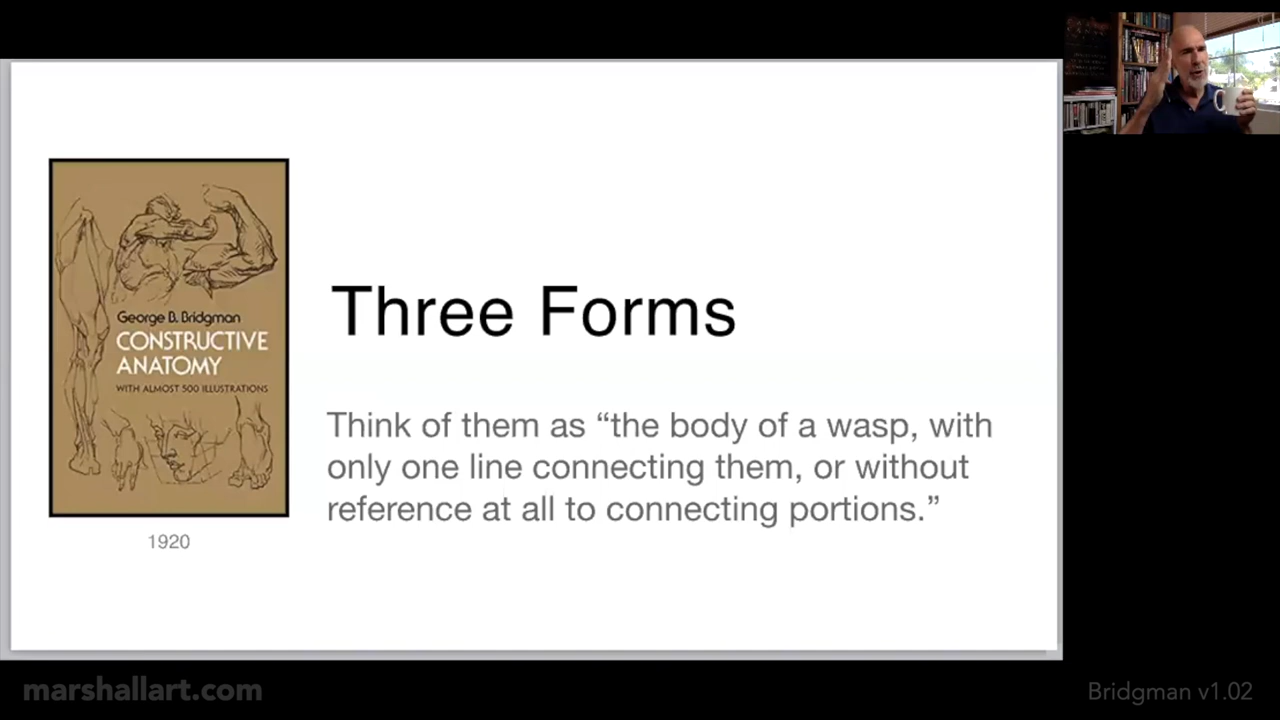 George B. Bridgman
CONSTRUCTIVE
ANATOMY
WITH ALMOST 500 ILLUSTRATIONS
1920
Three Forms
Think of them as “the body of a wasp, with
only one line connecting them, or without
reference at all to connecting portions.”
marshallart.com
Bridgman v1.02